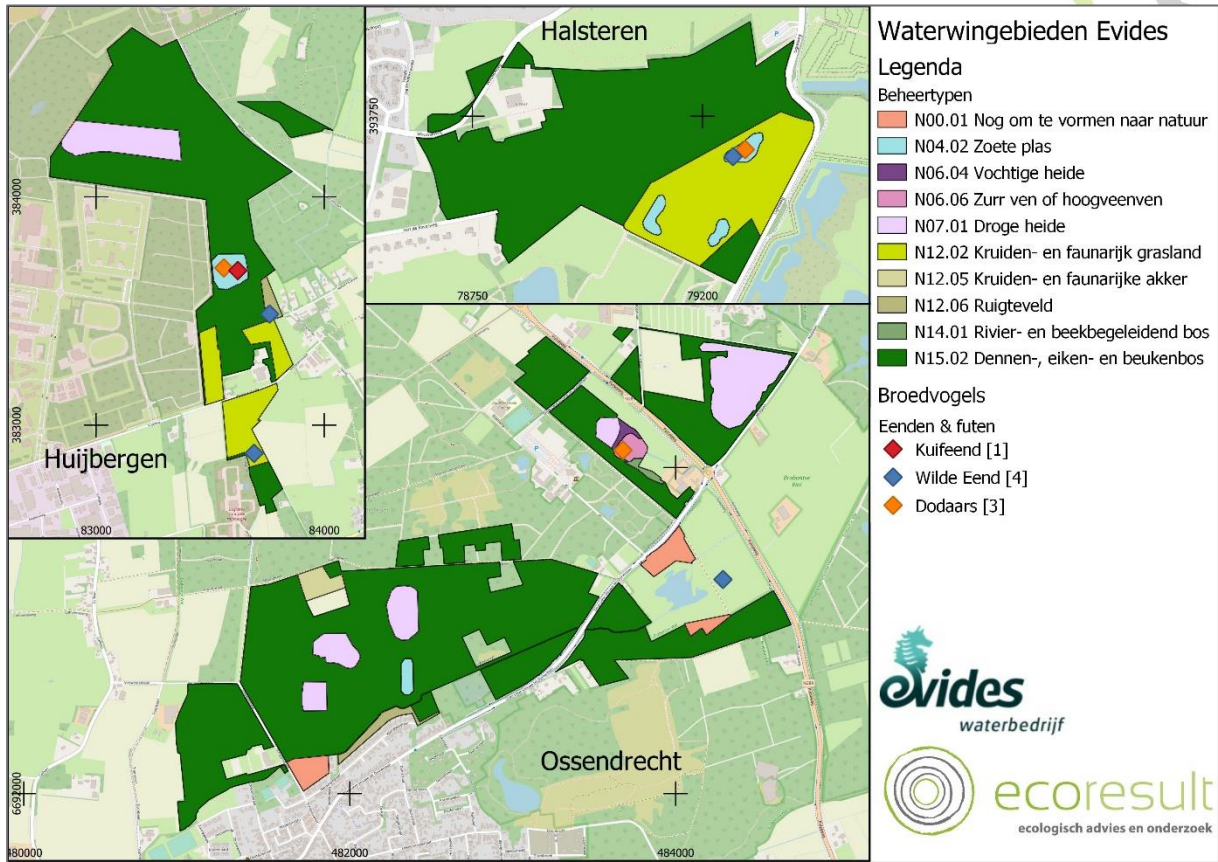 Halsteren
393750
78750
79200
384000
383000
Huijbergen
83000
84000
Ossendrecht
6692000
480000
482000
484000
Waterwingebieden Evides
Legenda
Beheertypen
N00.01 Nog om te vormen naar natuur
N04.02 Zoete plas
N06.04 Vochtige heide
N06.06 Zurr ven of hoogveenven
N07.01 Droge heide
N12.02 Kruiden- en faunarijk grasland
N12.05 Kruiden- en faunarijke akker
N12.06 Ruigteveld
N14.01 Rivier- en beekbegeleidend bos
N15.02 Dennen-, eiken- en beukenbos
Broedvogels
Eenden & futen
Kuifeend [1]
Wilde Eend [4]
Dodaars [3]
evides
waterbedrijf
ecoresult
ecologisch advies en onderzoek